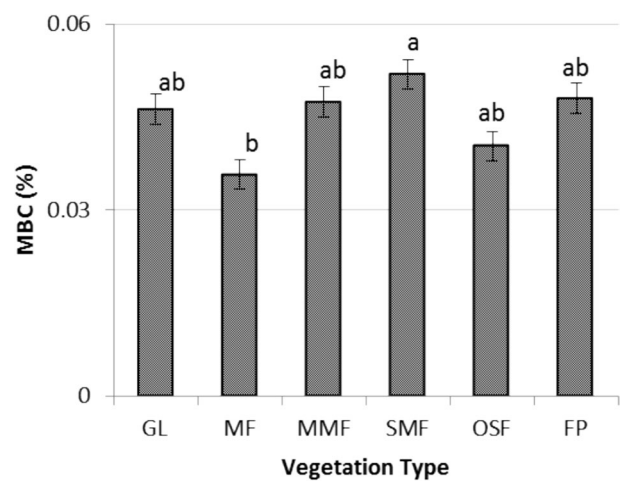 0.06
0.03
0
MBC (%)
ab
b
ab
a
ab
ab
GL MF MMF SMF OSF FP
Vegetation Type